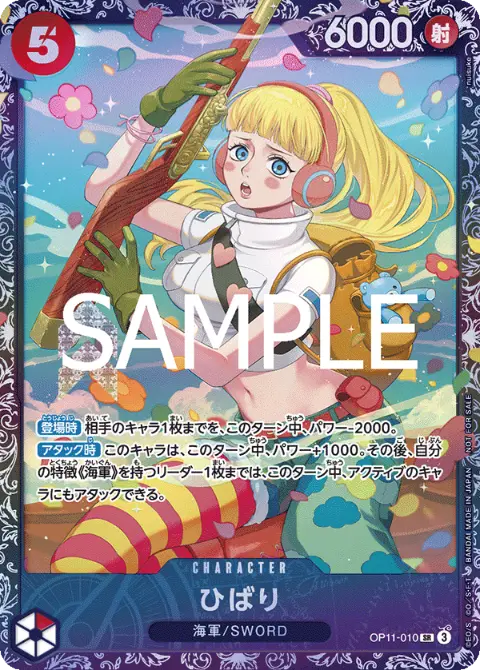 5
6000
射
nuisuke
SAMPLE
登場時 相手のキャラ1枚までを、このターン中、パワー-2000。
アタック時 このキャラは、このターン中、パワー+1000。その後、自分
の特徴《海軍》を持つリーダー1枚までは、このターン中、アクティブのキャ
ラにもアタックできる。
CHARACTER
ひばり
海軍/SWORD
OP11-010 SR 3
BANDAI MADE IN JAPAN NOT FOR SALE